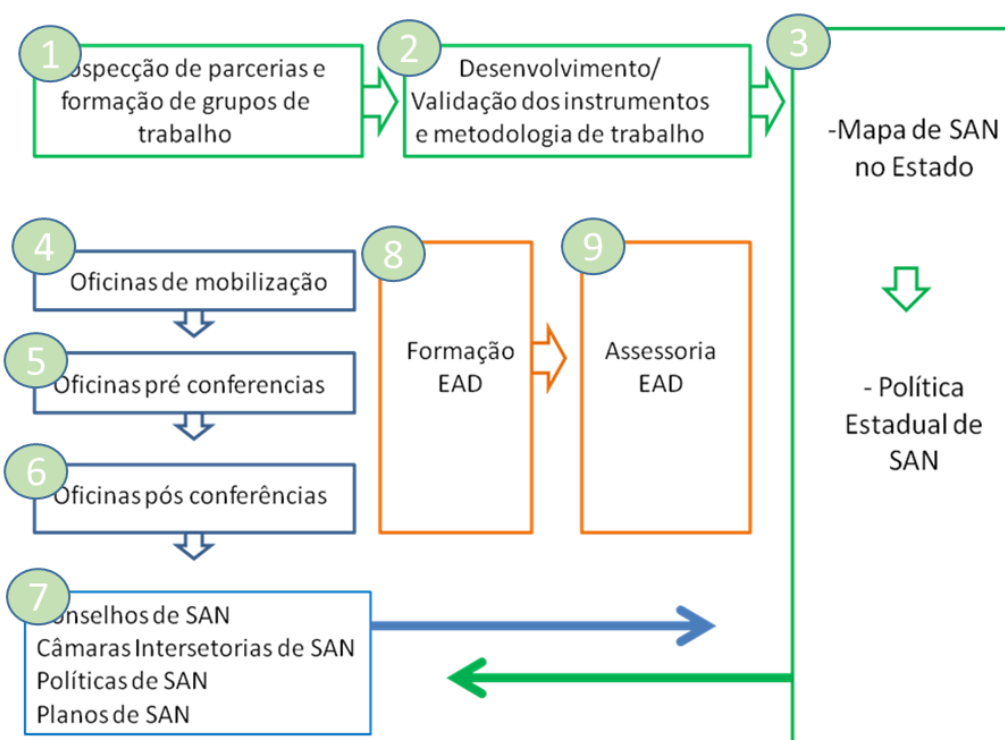 1
ospecção de parcerias e
formação de grupos de
trabalho
2
Desenvolvimento/
Validação dos instrumentos
e metodologia de trabalho
3
-Mapa de SAN
no Estado
- Política
Estadual de
SAN
4
Oficinas de mobilização
5
Oficinas pré conferencias
6
Oficinas pós conferências
7
onselhos de SAN
Câmaras Intersetorias de SAN
Políticas de SAN
Planos de SAN
8
Formação
EAD
9
Assessoria
EAD